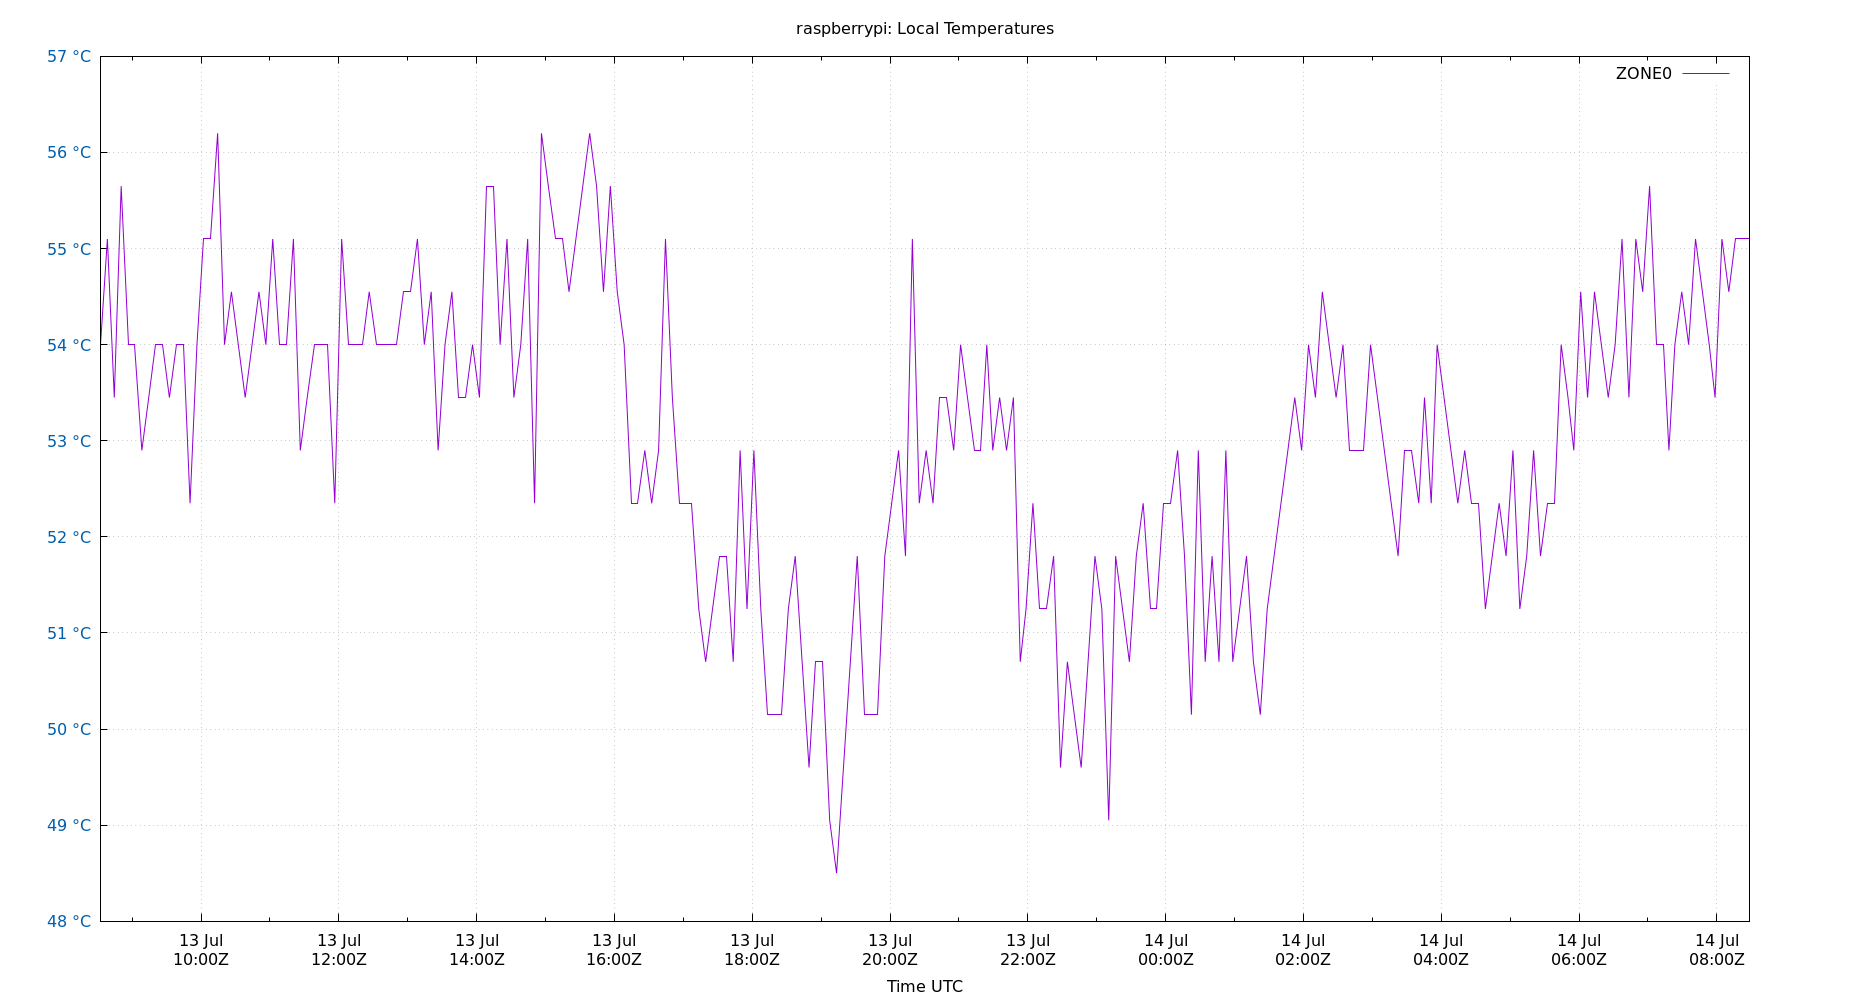 raspberrypi: Local Temperatures
57 °C
ZONE0
56 °C
55 °C
54 °C
53 °C
52 °C
51 °C
50 °C
49 °C
48 °C
13 Jul 13 Jul 13 Jul 13 Jul 13 Jul 13 Jul 13 Jul 14 Jul 14 Jul 14 Jul 14 Jul 14 Jul
10:00Z 12:00Z 14:00Z 16:00Z 18:00Z 20:00Z 22:00Z 00:00Z 02:00Z 04:00Z 06:00Z 08:00Z
Time UTC